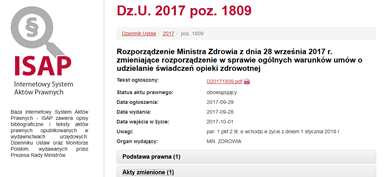 Dz.U. 2017 poz. 1809
Dziennik Ustaw / 2017 / poz. 1809
Rozporządzenie Ministra Zdrowia z dnia 28 września 2017 r.
zmieniające rozporządzenie w sprawie ogólnych warunków umów o
udzielanie świadczeń opieki zdrowotnej
Tekst ogłoszony: D20171809.pdf
Status aktu prawnego: obowiązujący
Data ogłoszenia: 2017-09-29
Data wydania: 2017-09-28
Data wejścia w życie: 2017-10-01
Uwagi: par. 1 pkt 2 lit. e wchodzi w życie z dniem 1 stycznia 2019 r.
Organ wydający: MIN. ZDROWIA
Podstawa prawna (1)
Akty zmienione (1)
ISAP
Internetowy System
Aktów Prawnych
Baza Internetowy System Aktów
Prawnych - ISAP zawiera opisy
bibliograficzne i teksty aktów
prawnych opublikowanych w
wydawnictwach urzędowych:
Dzienniku Ustaw oraz Monitorze
Polskim, wydawanych przez
Prezesa Rady Ministrów.